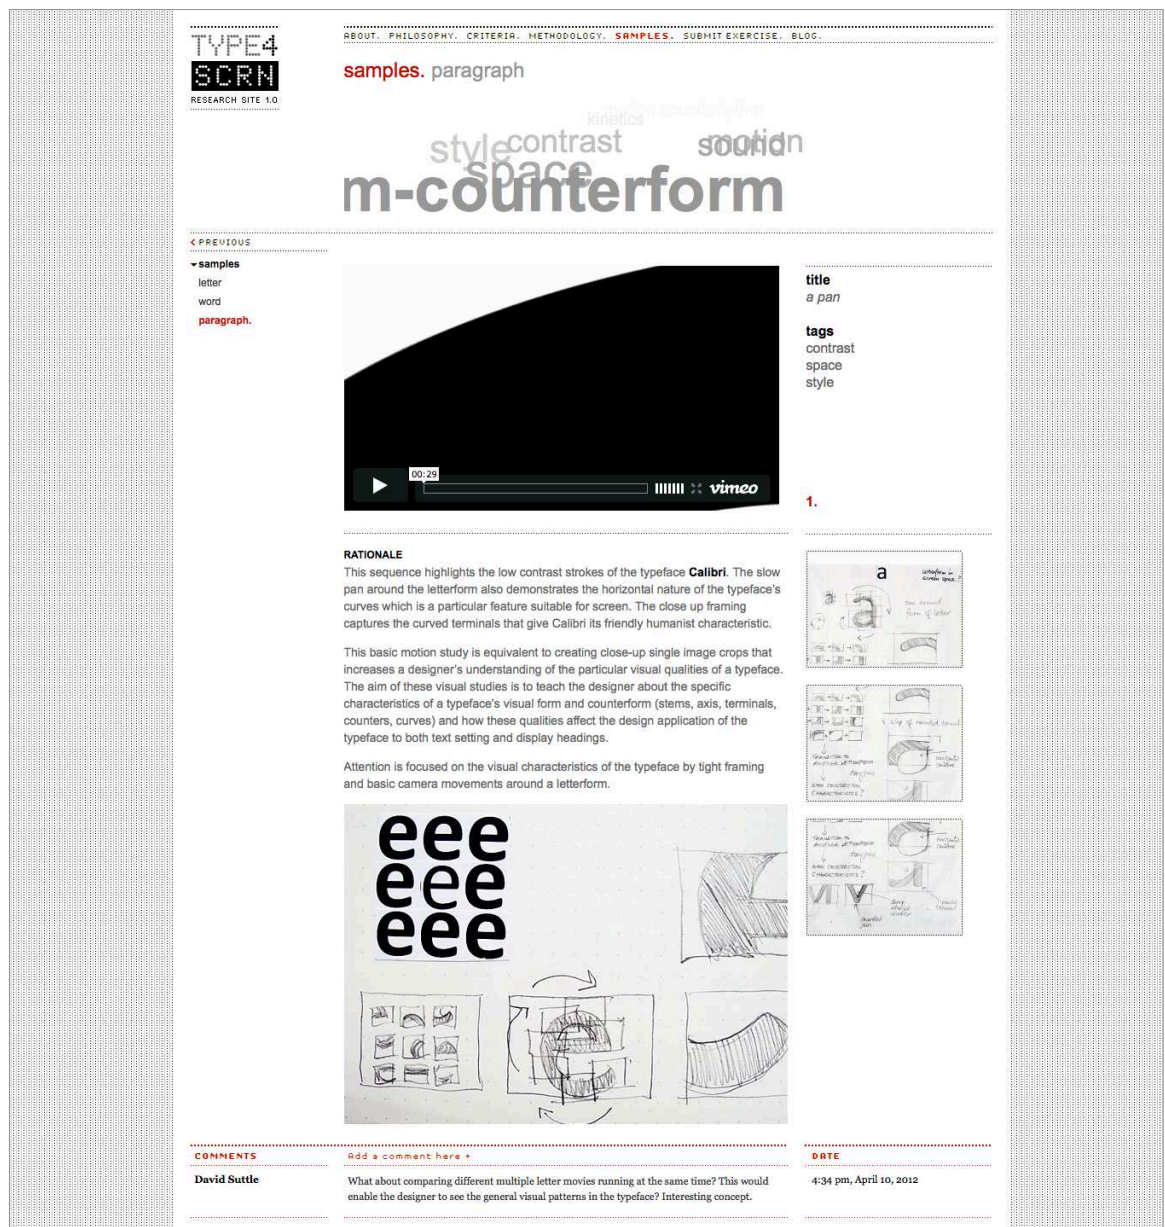 TYPE4
SCRN
RESEARCH SITE 1.0
ABOUT. PHILOSOPHY. CRITERIA. METHODOLOGY. SAMPLES. SUBMIT EXERCISE. BLOG.
samples. paragraph
kinetics
style contrast sound motion
space
m-counterform
< PREVIOUS
samples
letter
word
paragraph.
00:29
vimeo
title
a pan
tags
contrast
space
style
1.
RATIONALE
This sequence highlights the low contrast strokes of the typeface Calibri. The slow
pan around the letterform also demonstrates the horizontal nature of the typeface's
curves which is a particular feature suitable for screen. The close up framing
captures the curved terminals that give Calibri its friendly humanist characteristic.
This basic motion study is equivalent to creating close-up single image crops that
increases a designer's understanding of the particular visual qualities of a typeface.
The aim of these visual studies is to teach the designer about the specific
characteristics of a typeface's visual form and counterform (stems, axis, terminals,
counters, curves) and how these qualities affect the design application of the
typeface to both text setting and display headings.
Attention is focused on the visual characteristics of the typeface by tight framing
and basic camera movements around a letterform.
a
a
a
pan around
form of letter
eee
eee
eee
e
COMMENTS
Add a comment here +
DATE
David Suttle
What about comparing different multiple letter movies running at the same time? This would
enable the designer to see the general visual patterns in the typeface? Interesting concept.
4:34 pm, April 10, 2012